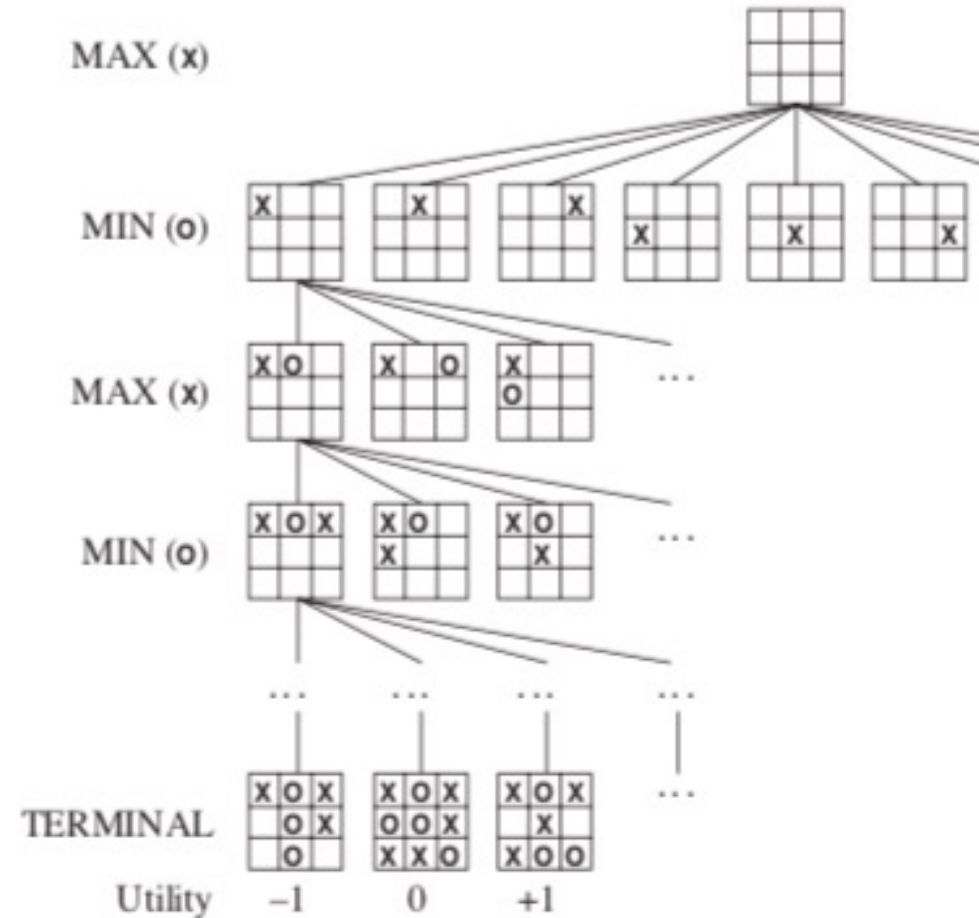 MAX (X)
MIN (O)
X
X
X
X
X
X
MAX (X)
X O
X O
X
O
...
MIN (O)
X O X
X O
X
X O
X
...
... ... ... ...
TERMINAL
X O X
O X
O
X O X
O O X
X X O
X O X
X
X O O
...
Utility -1 0 +1